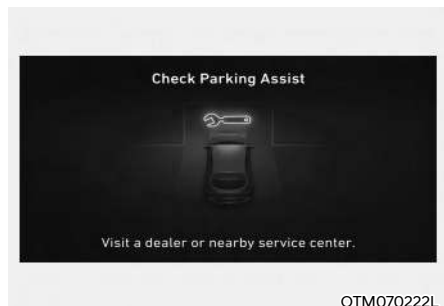 Check Parking Assist
Visit a dealer or nearby service center.
OTM070222L